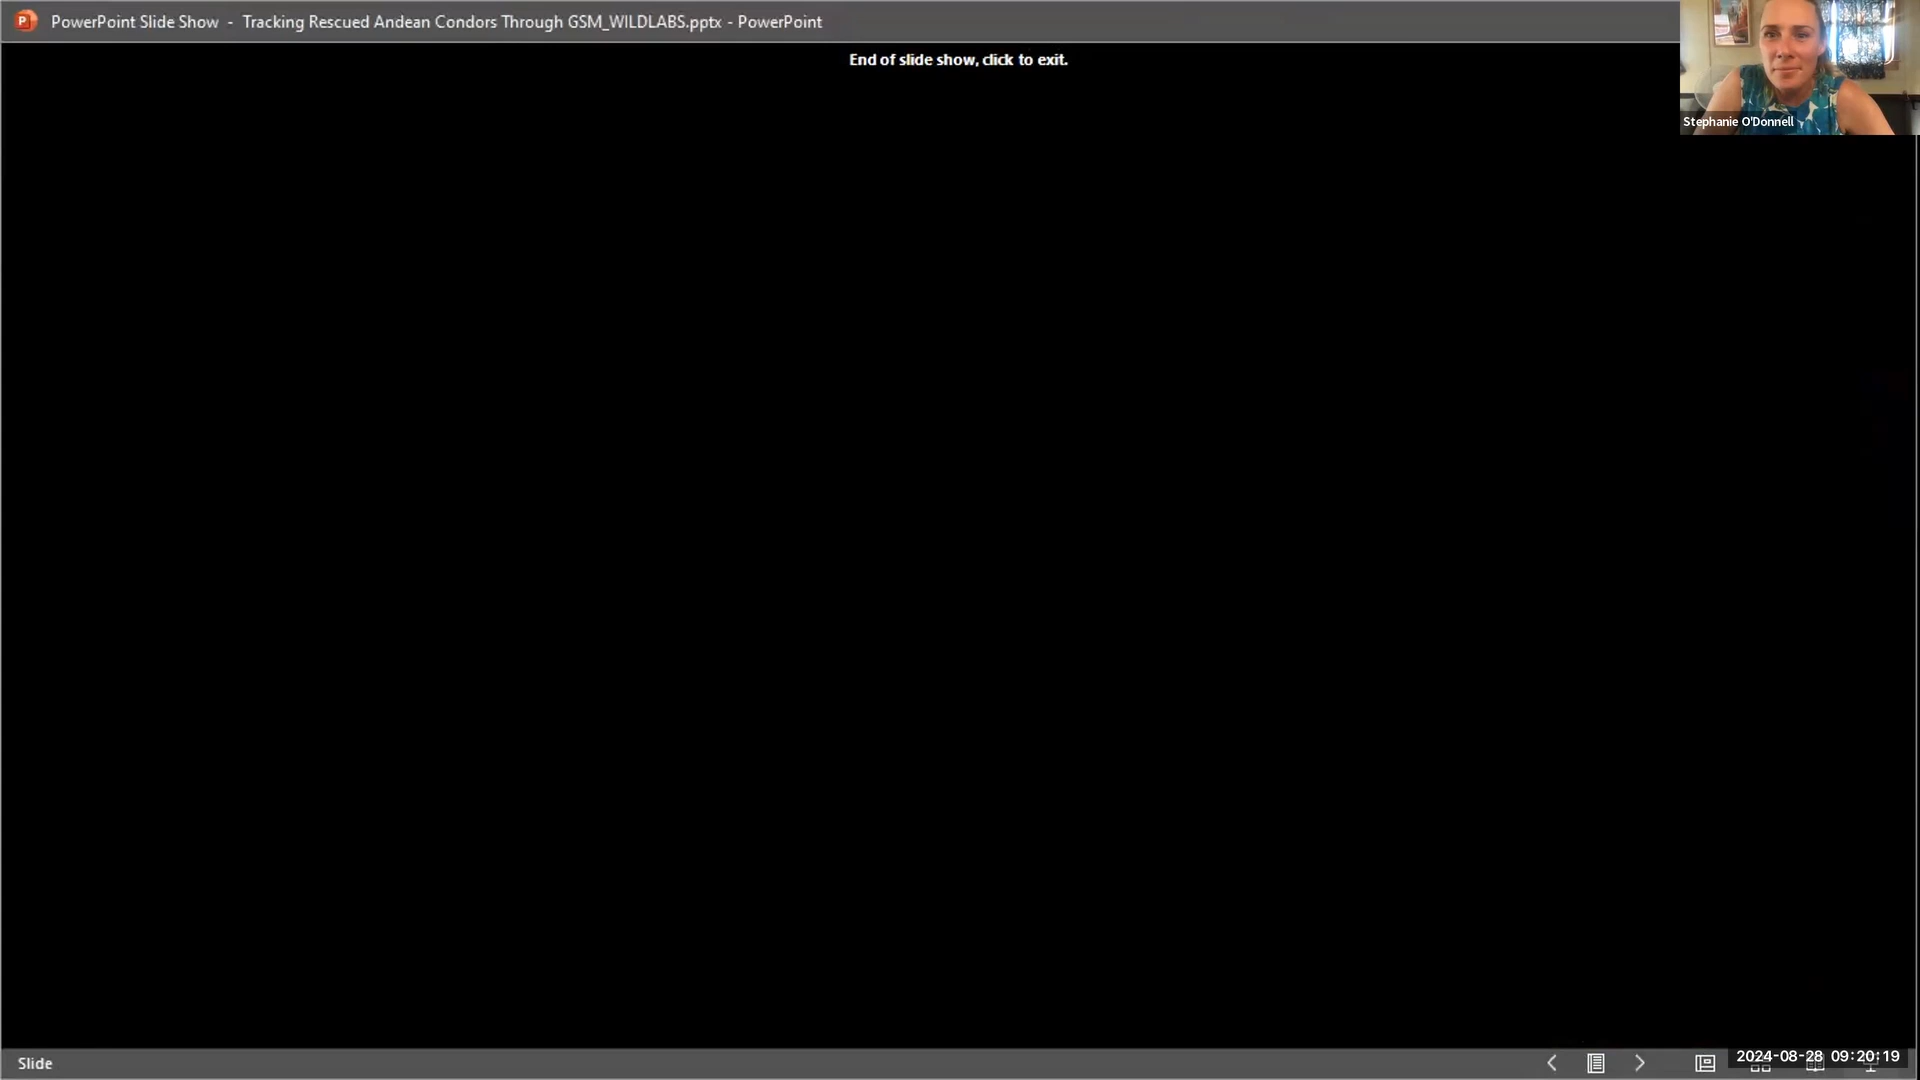 PowerPoint Slide Show - Tracking Rescued Andean Condors Through GSM_WILDLABS.pptx - PowerPoint
End of slide show, click to exit.
Stephanie O'Donnell
Slide
2024-08-28 09:20:19